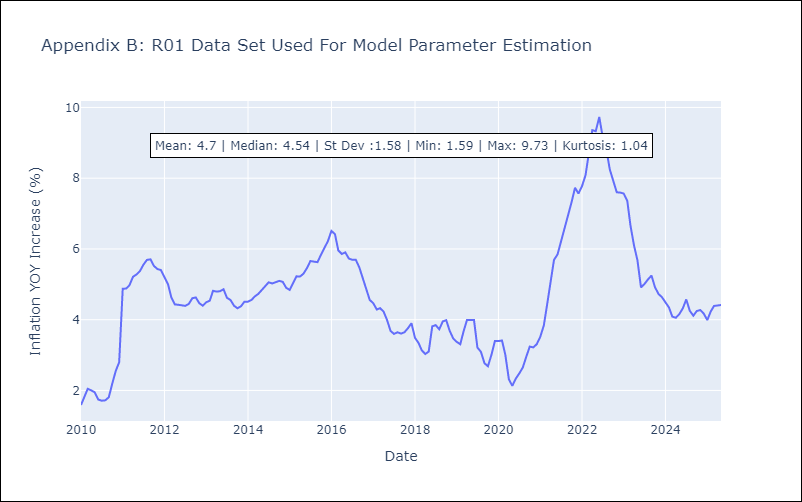 Appendix B: R01 Data Set Used For Model Parameter Estimation
10
Mean: 4.7 | Median: 4.54 | St Dev :1.58 | Min: 1.59 | Max: 9.73 | Kurtosis: 1.04
8
6
4
2
Inflation YOY Increase (%)
2010 2012 2014 2016 2018 2020 2022 2024
Date